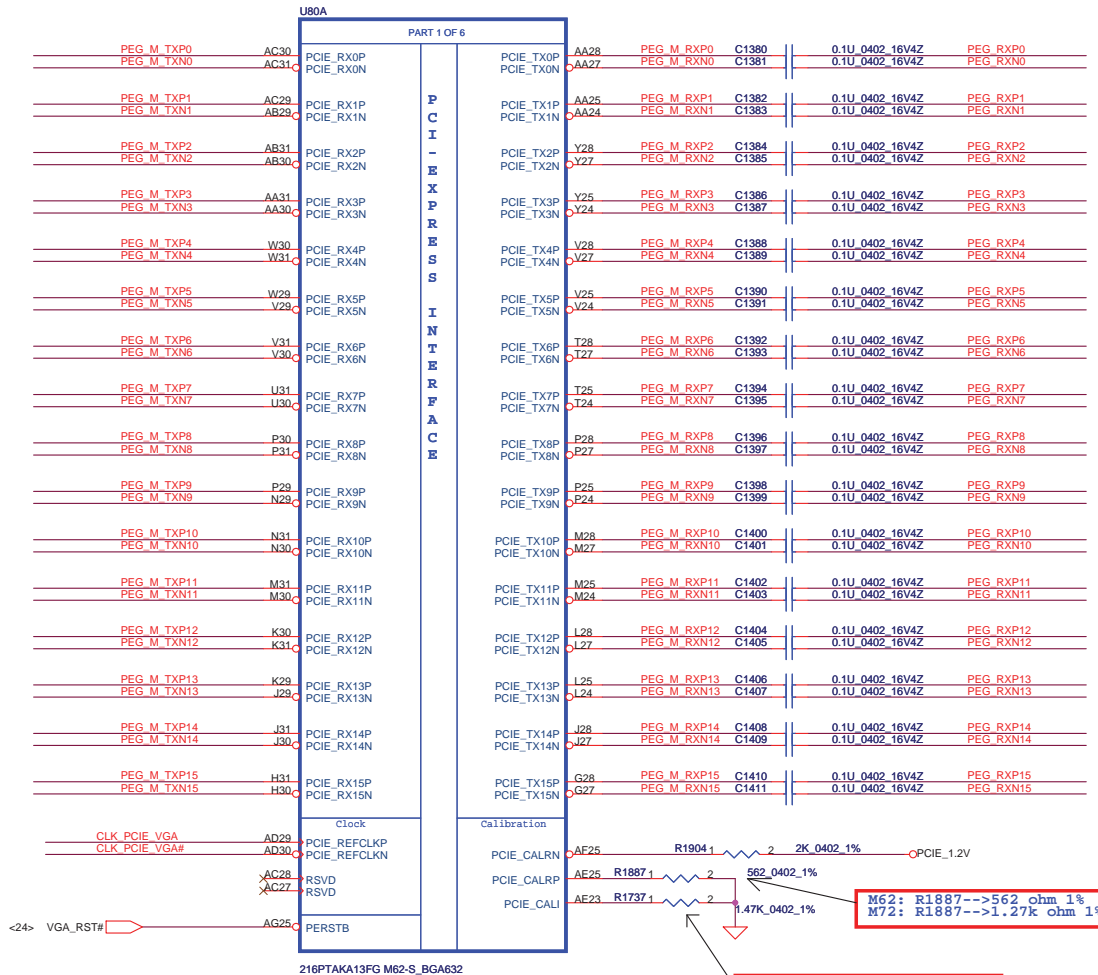 U80A
PART 1 OF 6
PEG_M_TXP0 AC30 PCIE_RX0P PCIE_TX0P AA28 PEG_M_RXP0 C1380 0.1U_0402_16V4Z PEG_RXP0
PEG_M_TXN0 AC31 PCIE_RX0N PCIE_TX0N AA27 PEG_M_RXN0 C1381 0.1U_0402_16V4Z PEG_RXN0
PEG_M_TXP1 AC29 PCIE_RX1P PCIE_TX1P AA25 PEG_M_RXP1 C1382 0.1U_0402_16V4Z PEG_RXP1
PEG_M_TXN1 AB29 PCIE_RX1N PCIE_TX1N AA24 PEG_M_RXN1 C1383 0.1U_0402_16V4Z PEG_RXN1
PEG_M_TXP2 AB31 PCIE_RX2P PCIE_TX2P Y28 PEG_M_RXP2 C1384 0.1U_0402_16V4Z PEG_RXP2
PEG_M_TXN2 AB30 PCIE_RX2N PCIE_TX2N Y27 PEG_M_RXN2 C1385 0.1U_0402_16V4Z PEG_RXN2
PEG_M_TXP3 AA31 PCIE_RX3P PCIE_TX3P Y25 PEG_M_RXP3 C1386 0.1U_0402_16V4Z PEG_RXP3
PEG_M_TXN3 AA30 PCIE_RX3N PCIE_TX3N Y24 PEG_M_RXN3 C1387 0.1U_0402_16V4Z PEG_RXN3
PEG_M_TXP4 W30 PCIE_RX4P PCIE_TX4P V28 PEG_M_RXP4 C1388 0.1U_0402_16V4Z PEG_RXP4
PEG_M_TXN4 W31 PCIE_RX4N PCIE_TX4N V27 PEG_M_RXN4 C1389 0.1U_0402_16V4Z PEG_RXN4
PEG_M_TXP5 W29 PCIE_RX5P PCIE_TX5P V25 PEG_M_RXP5 C1390 0.1U_0402_16V4Z PEG_RXP5
PEG_M_TXN5 V29 PCIE_RX5N PCIE_TX5N V24 PEG_M_RXN5 C1391 0.1U_0402_16V4Z PEG_RXN5
PEG_M_TXP6 V31 PCIE_RX6P PCIE_TX6P T28 PEG_M_RXP6 C1392 0.1U_0402_16V4Z PEG_RXP6
PEG_M_TXN6 V30 PCIE_RX6N PCIE_TX6N T27 PEG_M_RXN6 C1393 0.1U_0402_16V4Z PEG_RXN6
PEG_M_TXP7 U31 PCIE_RX7P PCIE_TX7P T25 PEG_M_RXP7 C1394 0.1U_0402_16V4Z PEG_RXP7
PEG_M_TXN7 U30 PCIE_RX7N PCIE_TX7N T24 PEG_M_RXN7 C1395 0.1U_0402_16V4Z PEG_RXN7
PEG_M_TXP8 P30 PCIE_RX8P PCIE_TX8P P28 PEG_M_RXP8 C1396 0.1U_0402_16V4Z PEG_RXP8
PEG_M_TXN8 P31 PCIE_RX8N PCIE_TX8N P27 PEG_M_RXN8 C1397 0.1U_0402_16V4Z PEG_RXN8
PEG_M_TXP9 P29 PCIE_RX9P PCIE_TX9P P25 PEG_M_RXP9 C1398 0.1U_0402_16V4Z PEG_RXP9
PEG_M_TXN9 N29 PCIE_RX9N PCIE_TX9N P24 PEG_M_RXN9 C1399 0.1U_0402_16V4Z PEG_RXN9
PEG_M_TXP10 N31 PCIE_RX10P PCIE_TX10P M28 PEG_M_RXP10 C1400 0.1U_0402_16V4Z PEG_RXP10
PEG_M_TXN10 N30 PCIE_RX10N PCIE_TX10N M27 PEG_M_RXN10 C1401 0.1U_0402_16V4Z PEG_RXN10
PEG_M_TXP11 M31 PCIE_RX11P PCIE_TX11P M25 PEG_M_RXP11 C1402 0.1U_0402_16V4Z PEG_RXP11
PEG_M_TXN11 M30 PCIE_RX11N PCIE_TX11N M24 PEG_M_RXN11 C1403 0.1U_0402_16V4Z PEG_RXN11
PEG_M_TXP12 K30 PCIE_RX12P PCIE_TX12P L28 PEG_M_RXP12 C1404 0.1U_0402_16V4Z PEG_RXP12
PEG_M_TXN12 K31 PCIE_RX12N PCIE_TX12N L27 PEG_M_RXN12 C1405 0.1U_0402_16V4Z PEG_RXN12
PEG_M_TXP13 K29 PCIE_RX13P PCIE_TX13P L25 PEG_M_RXP13 C1406 0.1U_0402_16V4Z PEG_RXP13
PEG_M_TXN13 J29 PCIE_RX13N PCIE_TX13N L24 PEG_M_RXN13 C1407 0.1U_0402_16V4Z PEG_RXN13
PEG_M_TXP14 J31 PCIE_RX14P PCIE_TX14P J28 PEG_M_RXP14 C1408 0.1U_0402_16V4Z PEG_RXP14
PEG_M_TXN14 J30 PCIE_RX14N PCIE_TX14N J27 PEG_M_RXN14 C1409 0.1U_0402_16V4Z PEG_RXN14
PEG_M_TXP15 H31 PCIE_RX15P PCIE_TX15P G28 PEG_M_RXP15 C1410 0.1U_0402_16V4Z PEG_RXP15
PEG_M_TXN15 H30 PCIE_RX15N PCIE_TX15N G27 PEG_M_RXN15 C1411 0.1U_0402_16V4Z PEG_RXN15
PCI-EXPRESS INTERFACE
Clock Calibration
CLK_PCIE_VGA AD29 PCIE_REFCLKP
CLK_PCIE_VGA# AD30 PCIE_REFCLKN
PCIE_CALRN AF25 R1904 1 2 2K_0402_1% PCIE_1.2V
AC28 RSVD
AC27 RSVD
PCIE_CALRP AE25 R1887 1 2 562_0402_1%
PCIE_CALI AE23 R1737 1 2 1.47K_0402_1%
M62: R1887-->562 ohm 1%
M72: R1887-->1.27k ohm 1%
<24> VGA_RST# AG25 PERSTB
216PTAKA13FG M62-S_BGA632